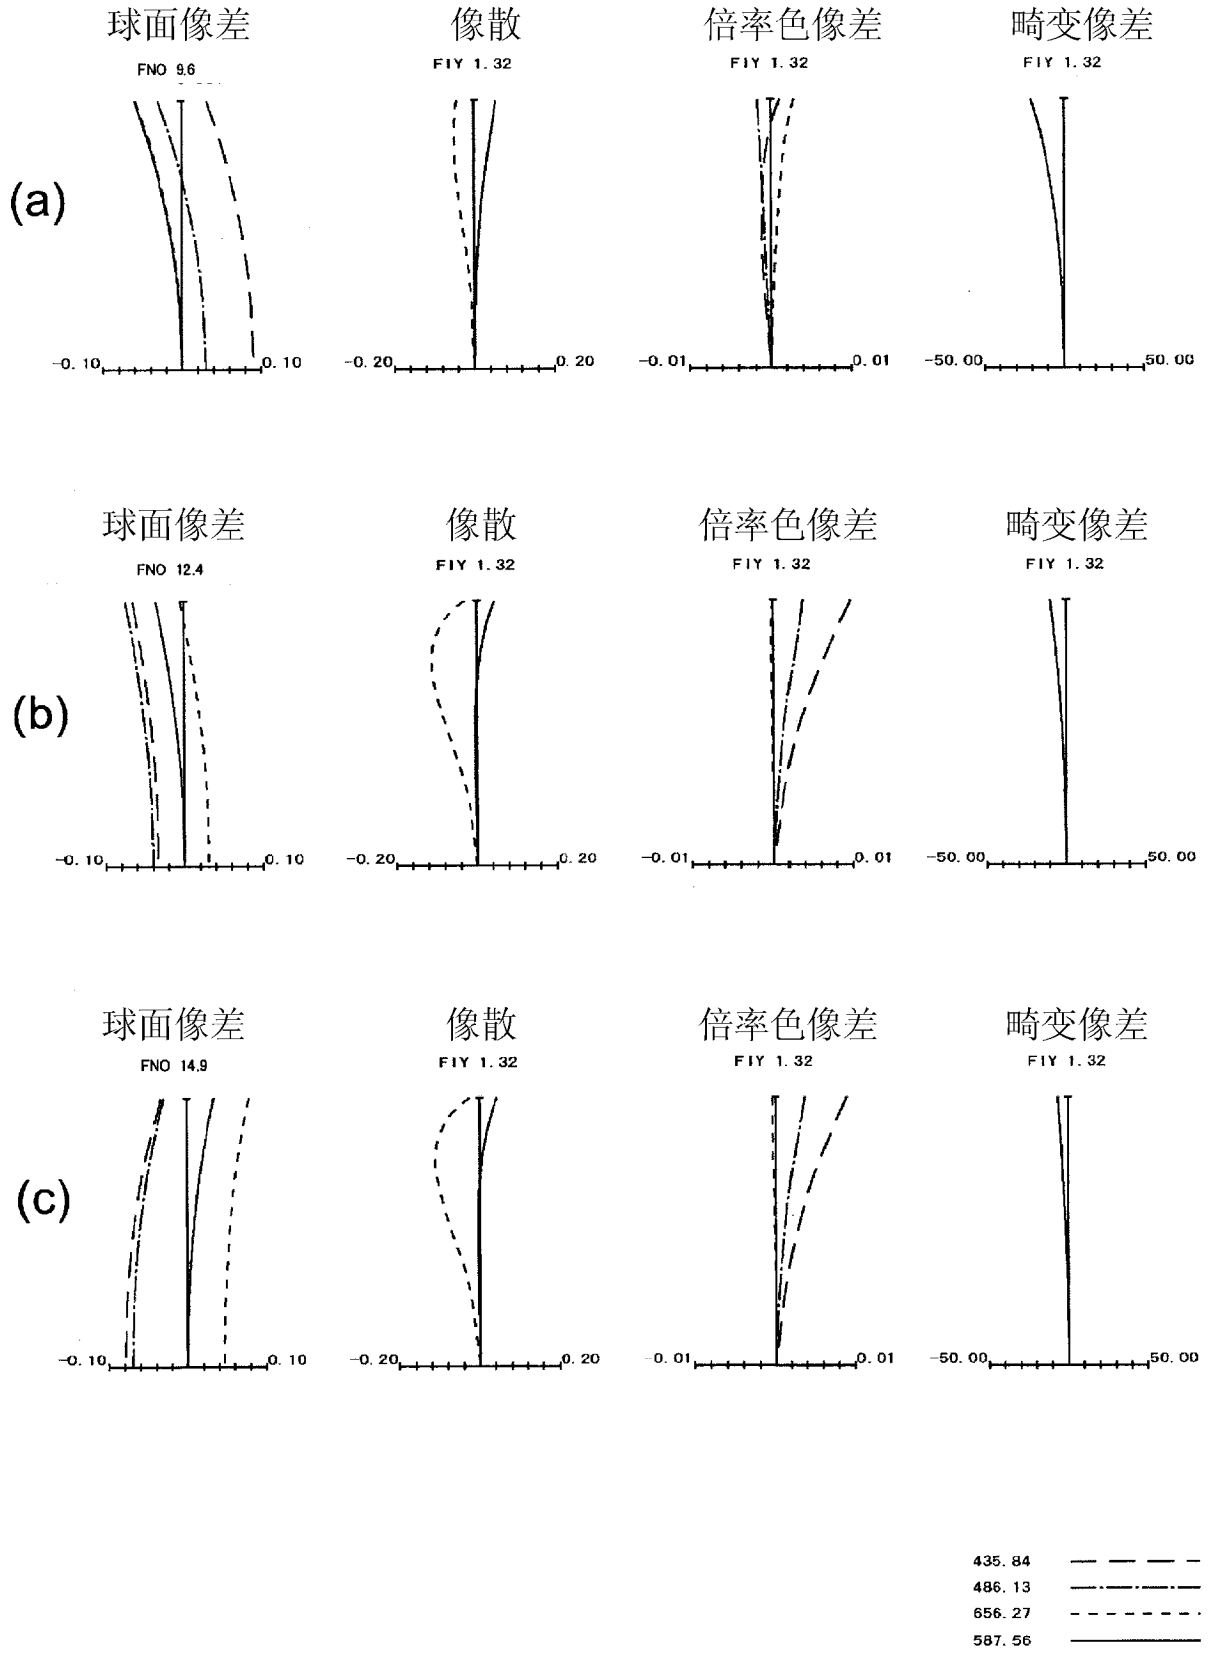 球面像差 像散 倍率色像差 畸变像差
FNO 9.6 FIY 1.32 FIY 1.32 FIY 1.32
(a)
-0.10 0.10 -0.20 0.20 -0.01 0.01 -50.00 50.00
球面像差 像散 倍率色像差 畸变像差
FNO 12.4 FIY 1.32 FIY 1.32 FIY 1.32
(b)
-0.10 0.10 -0.20 0.20 -0.01 0.01 -50.00 50.00
球面像差 像散 倍率色像差 畸变像差
FNO 14.9 FIY 1.32 FIY 1.32 FIY 1.32
(c)
-0.10 0.10 -0.20 0.20 -0.01 0.01 -50.00 50.00
435.84
486.13
656.27
587.56